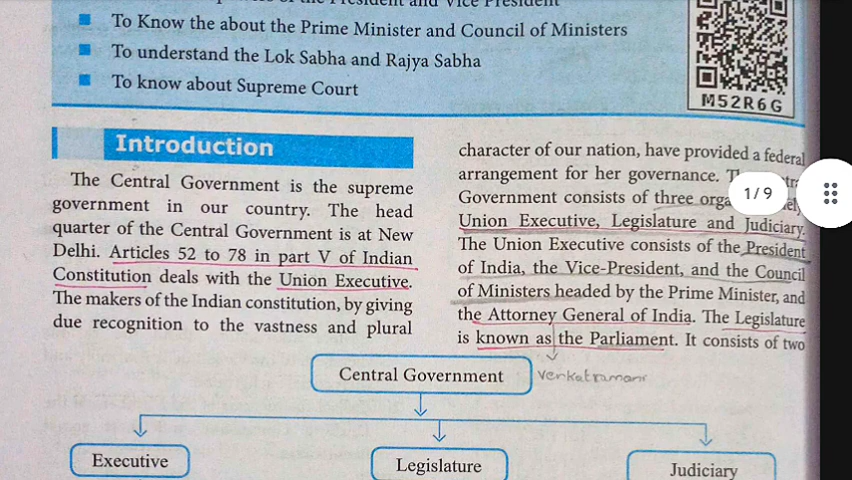 To Know the about the Prime Minister and Council of Ministers
To understand the Lok Sabha and Rajya Sabha
To know about Supreme Court
M52R6G
Introduction
The Central Government is the supreme
government in our country. The head
quarter of the Central Government is at New
Delhi. Articles 52 to 78 in part V of Indian
Constitution deals with the Union Executive.
The makers of the Indian constitution, by giving
due recognition to the vastness and plural
character of our nation, have provided a federal
arrangement for her governance.
Government consists of three
Union Executive, Legislature and Judiciary.
The Union Executive consists of the President
of India, the Vice-President, and the Council
of Ministers headed by the Prime Minister, and
the Attorney General of India. The Legislature
is known as the Parliament. It consists of two
1/9
Central Government
Venkatramani
Executive
Legislature
Judiciary